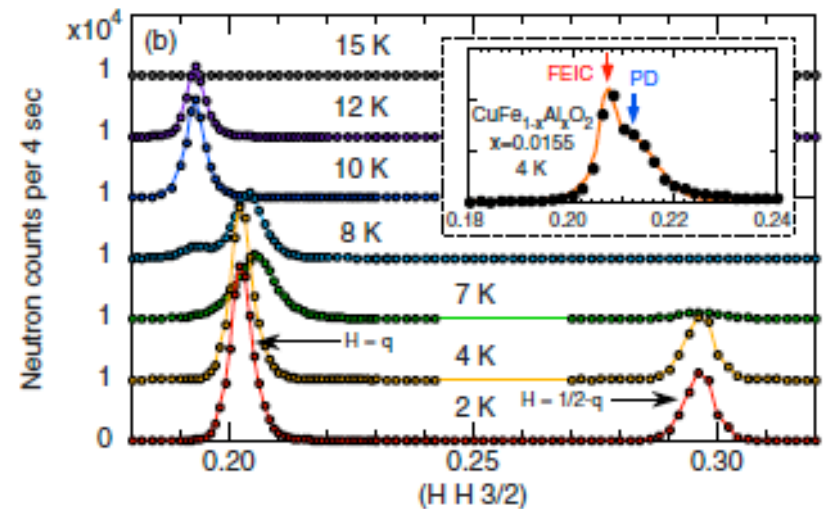 x10⁴
(b)
15 K
1
12 K
1
10 K
1
8 K
1
7 K
1
4 K
1
2 K
0
H = q
H = 1/2-q
FEIC
PD
CuFe₁₋ₓAlₓO₂
x=0.0155
4 K
0.18 0.20 0.22 0.24
Neutron counts per 4 sec
0.20 0.25 0.30
(H H 3/2)